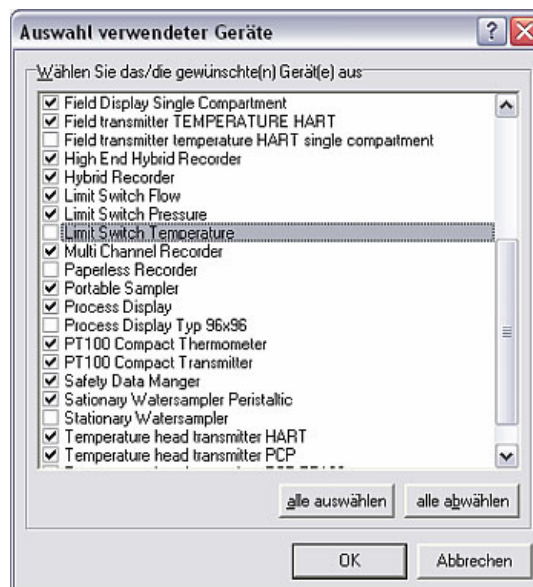 Auswahl verwendeter Geräte
Wählen Sie das/die gewünschte(n) Gerät(e) aus
Field Display Single Compartment
Field transmitter TEMPERATURE HART
Field transmitter temperature HART single compartment
High End Hybrid Recorder
Hybrid Recorder
Limit Switch Flow
Limit Switch Pressure
Limit Switch Temperature
Multi Channel Recorder
Paperless Recorder
Portable Sampler
Process Display
Process Display Typ 96x96
PT100 Compact Thermometer
PT100 Compact Transmitter
Safety Data Manger
Sationary Watersampler Peristaltic
Stationary Watersampler
Temperature head transmitter HART
Temperature head transmitter PCP
alle auswählen alle abwählen
OK Abbrechen